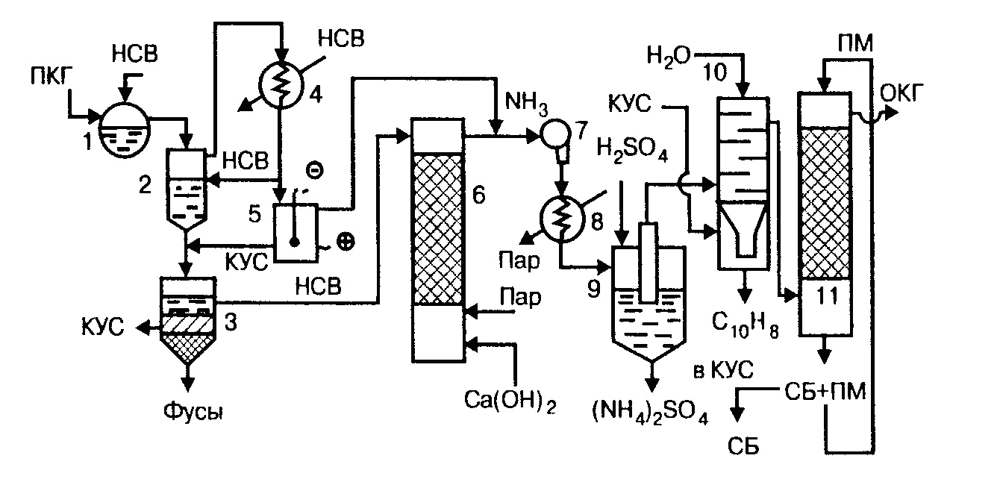 ПКГ
НСВ
1
2
НСВ
4
НСВ
5
⊖
⊕
КУС
НСВ
КУС
3
Фусы
6
NH3
7
8
Пар
Пар
Ca(OH)2
H2SO4
9
(NH4)2SO4
H2O
10
КУС
C10H8
ПМ
ОКГ
11
в КУС
СБ+ПМ
СБ